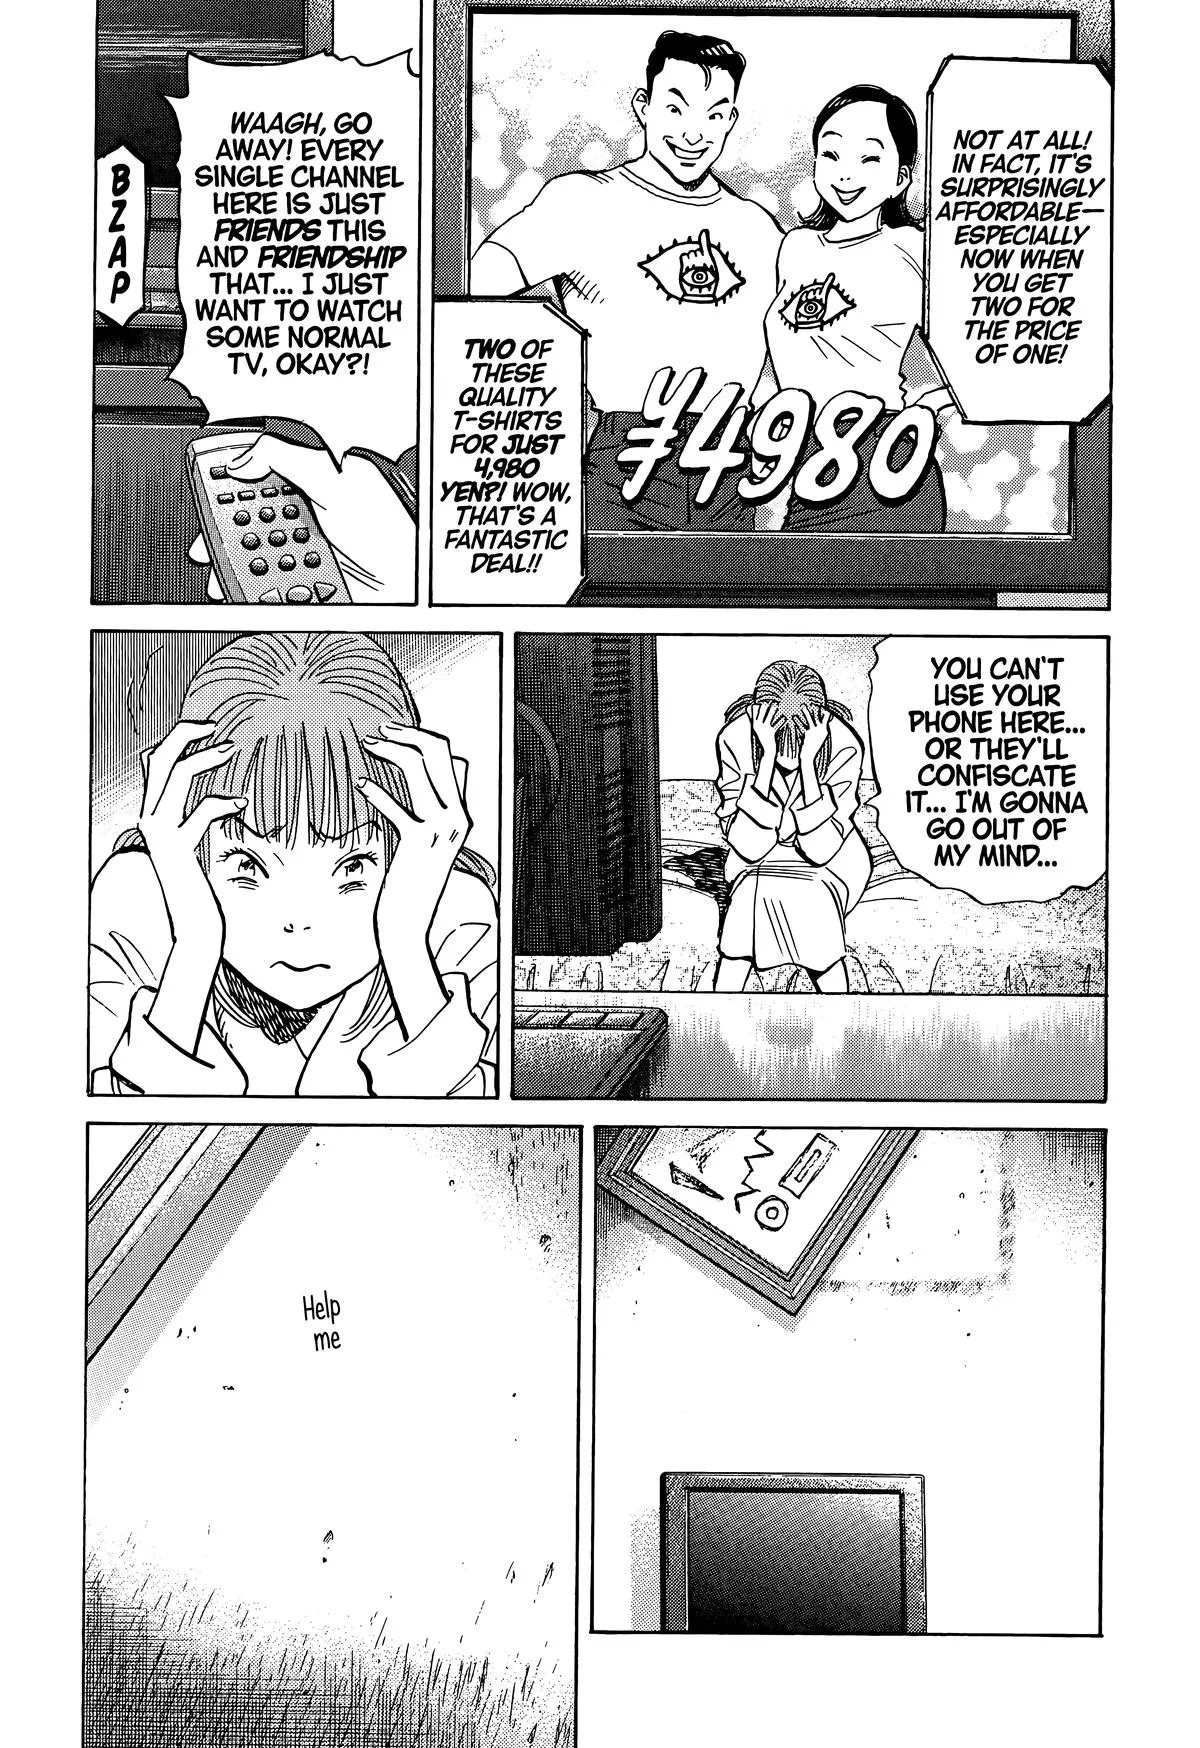 NOT AT ALL!
IN FACT, IT'S
SURPRISINGLY
AFFORDABLE—
ESPECIALLY
NOW WHEN
YOU GET
TWO FOR
THE PRICE
OF ONE!
¥4980
TWO OF
THESE
QUALITY
T-SHIRTS
FOR JUST
4,980
YEN?! WOW,
THAT'S A
FANTASTIC
DEAL!!
WAAGH, GO
AWAY! EVERY
SINGLE CHANNEL
HERE IS JUST
FRIENDS THIS
AND FRIENDSHIP
THAT... I JUST
WANT TO WATCH
SOME NORMAL
TV, OKAY?!
BZAP
YOU CAN'T
USE YOUR
PHONE HERE...
OR THEY'LL
CONFISCATE
IT... I'M GONNA
GO OUT OF
MY MIND...
Help
me